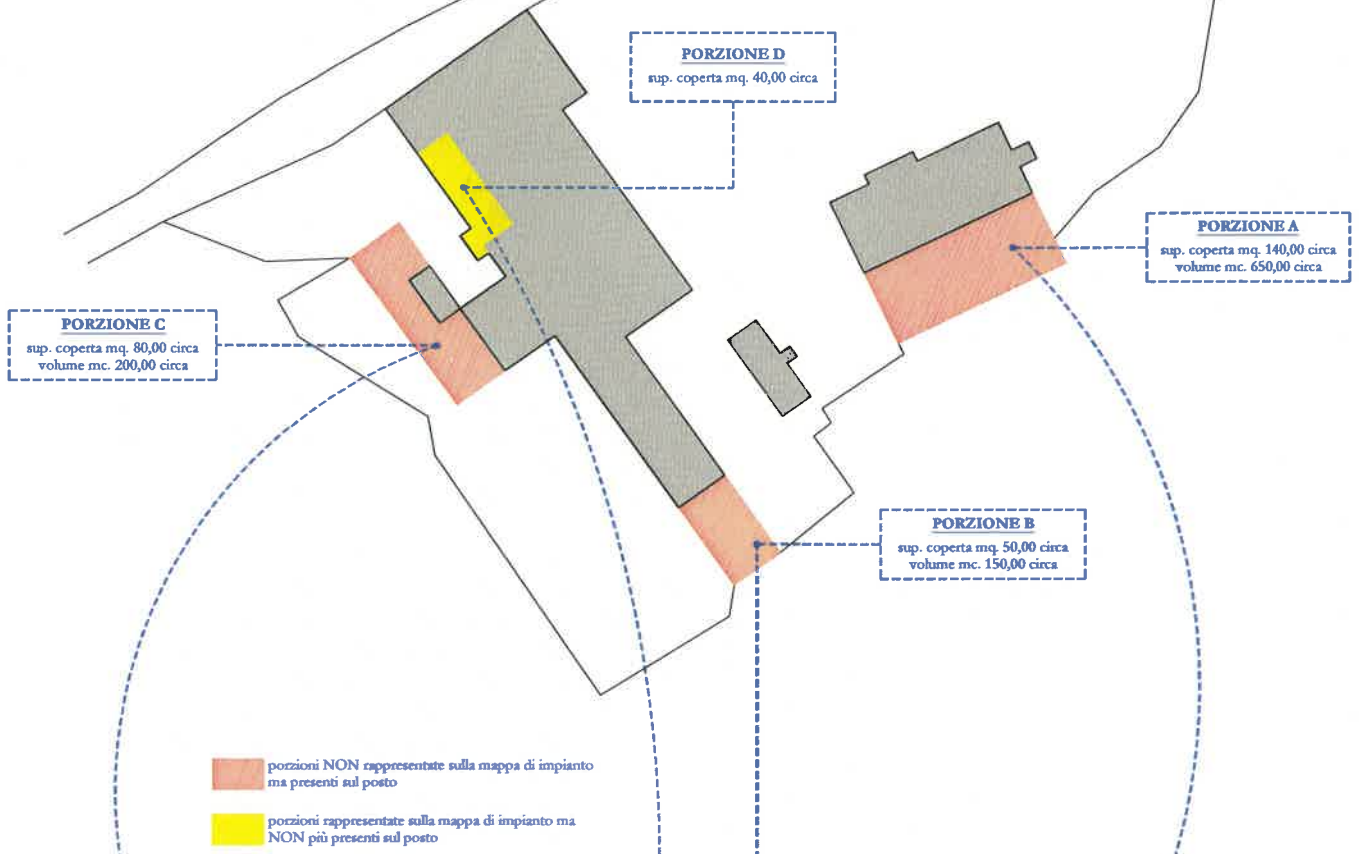 PORZIONE D
sup. coperta mq. 40,00 circa
PORZIONE A
sup. coperta mq. 140,00 circa
volume mc. 650,00 circa
PORZIONE C
sup. coperta mq. 80,00 circa
volume mc. 200,00 circa
PORZIONE B
sup. coperta mq. 50,00 circa
volume mc. 150,00 circa
porzioni NON rappresentate sulla mappa di impianto
ma presenti sul posto
porzioni rappresentate sulla mappa di impianto ma
NON più presenti sul posto